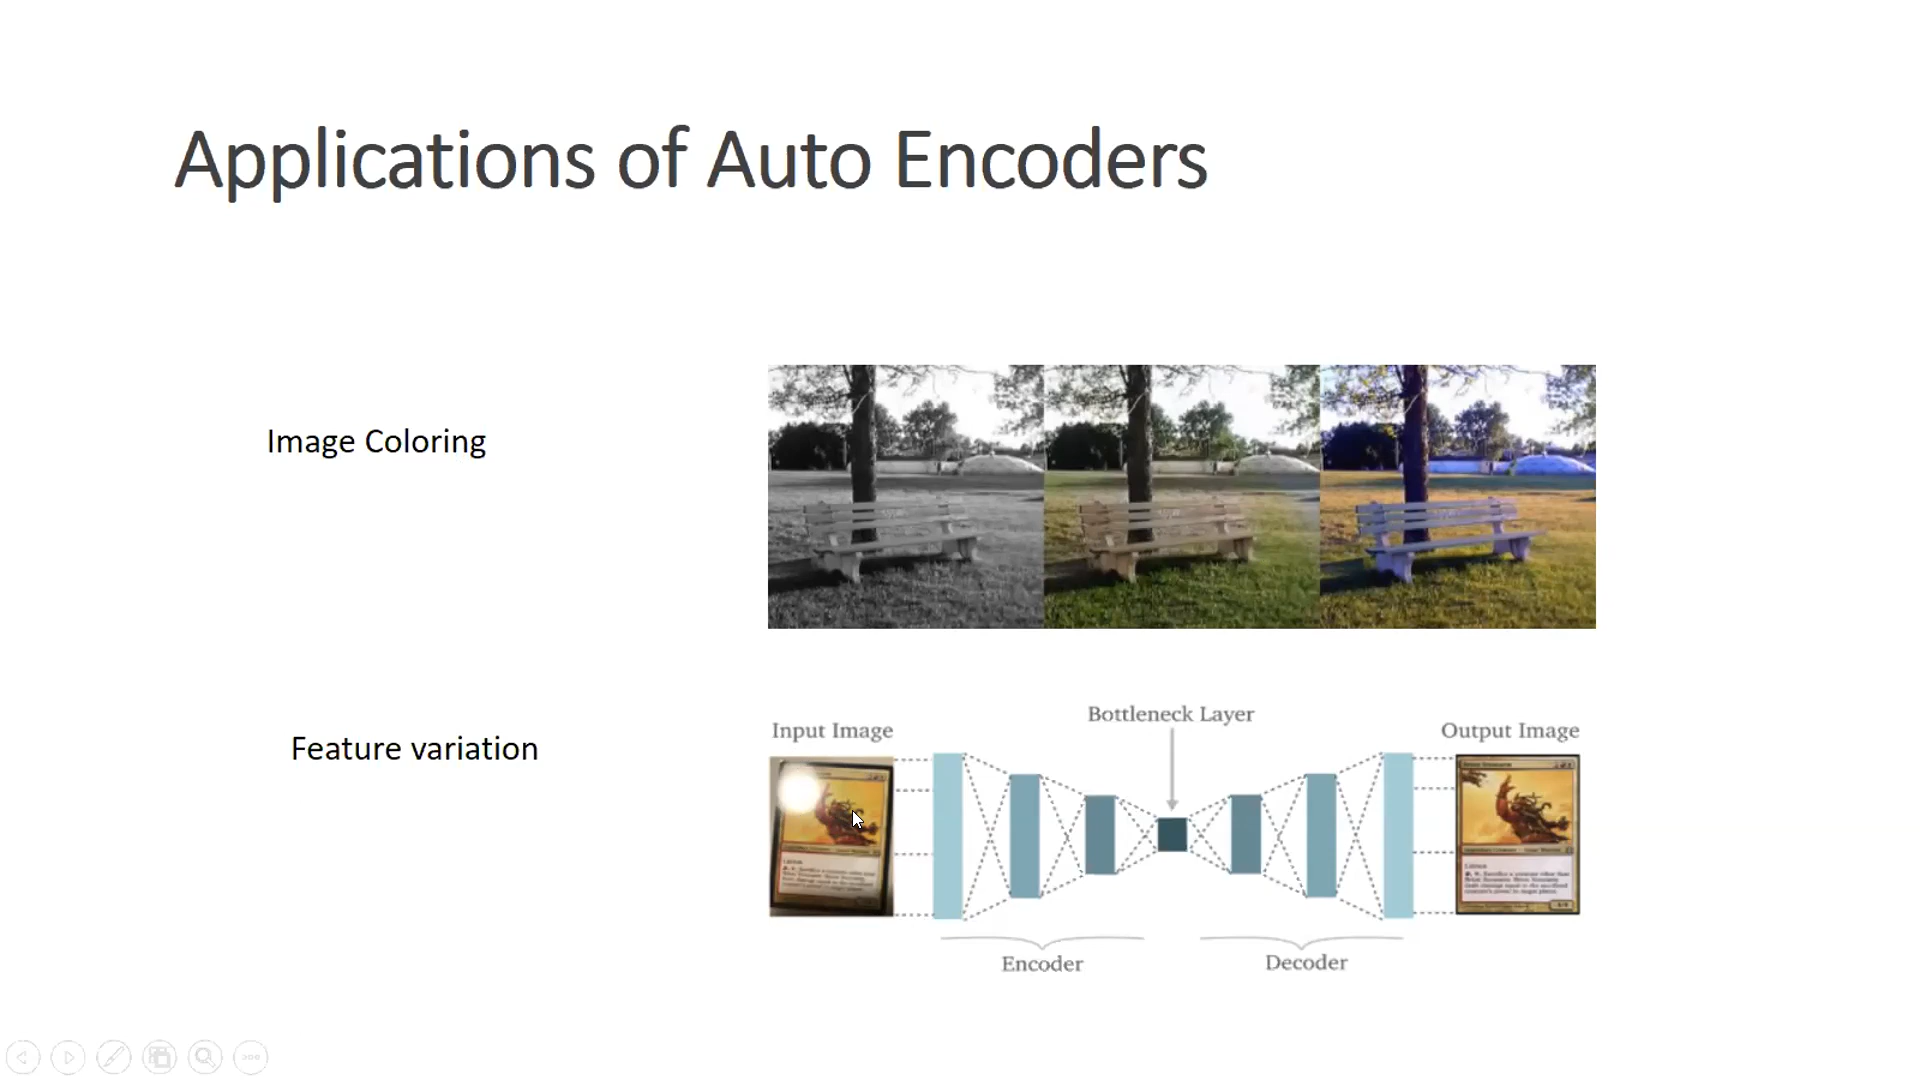 Applications of Auto Encoders
Image Coloring
Feature variation
Input Image
Bottleneck Layer
Output Image
Encoder
Decoder